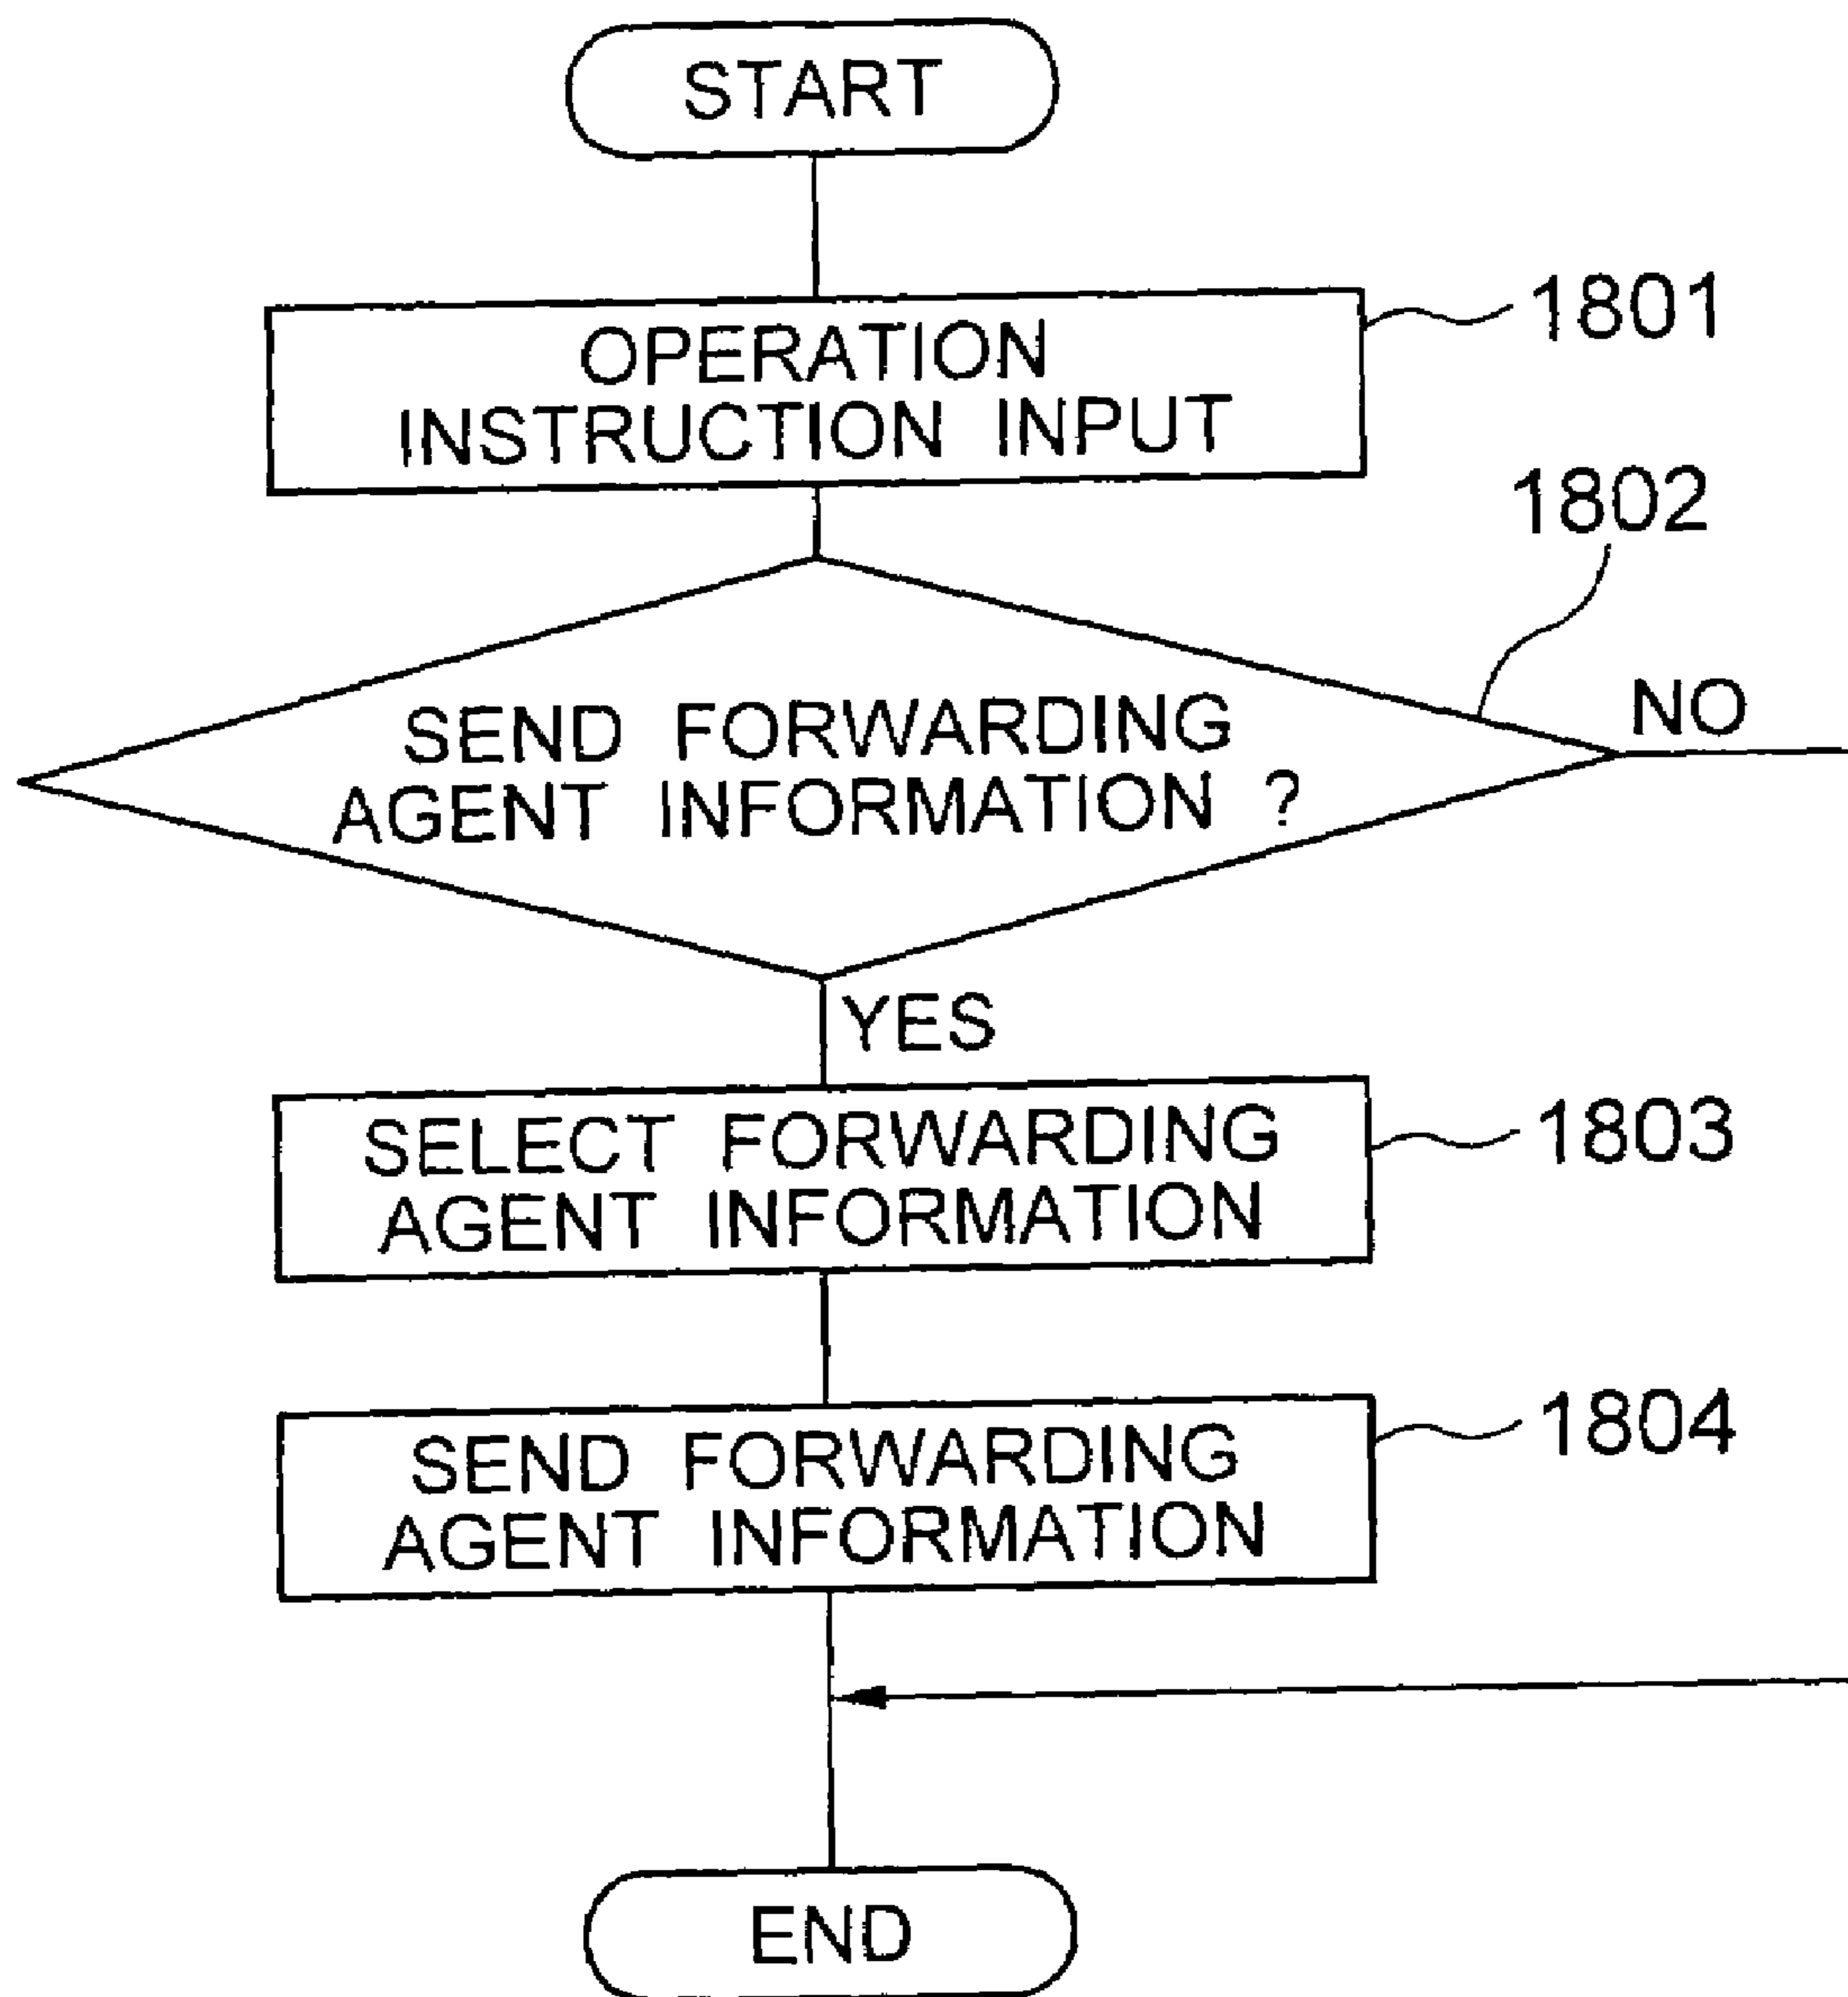 START
OPERATION
INSTRUCTION INPUT
1801
1802
SEND FORWARDING
AGENT INFORMATION ?
NO
YES
SELECT FORWARDING
AGENT INFORMATION
1803
SEND FORWARDING
AGENT INFORMATION
1804
END